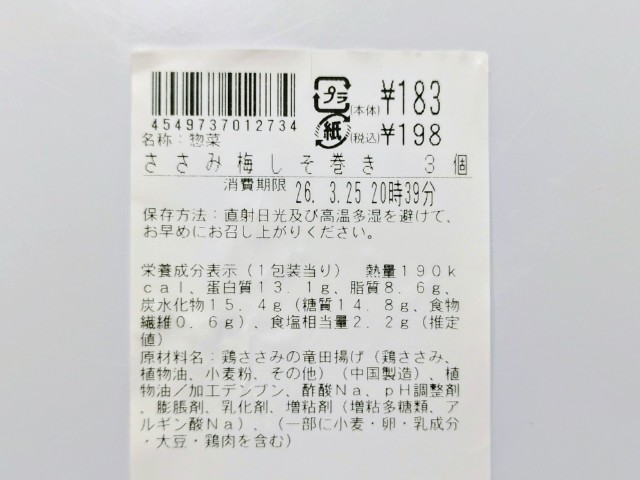 プラ
(本体)¥183
4549737012734
紙
(税込)¥198
名称:惣菜
ささみ梅しそ巻き 3個
消費期限 26. 3.25 20時39分
保存方法:直射日光及び高温多湿を避けて、
お早めにお召し上がりください。
栄養成分表示(1包装当り) 熱量190k
cal、蛋白質13.1g、脂質8.6g、
炭水化物15.4g(糖質14.8g、食物
繊維0.6g)、食塩相当量2.2g(推定
値)
原材料名:鶏ささみの竜田揚げ(鶏ささみ、
植物油、小麦粉、その他)(中国製造)、植
物油/加工デンプン、酢酸Na、pH調整剤
、膨脹剤、乳化剤、増粘剤(増粘多糖類、ア
ルギン酸Na)、(一部に小麦・卵・乳成分
・大豆・鶏肉を含む)